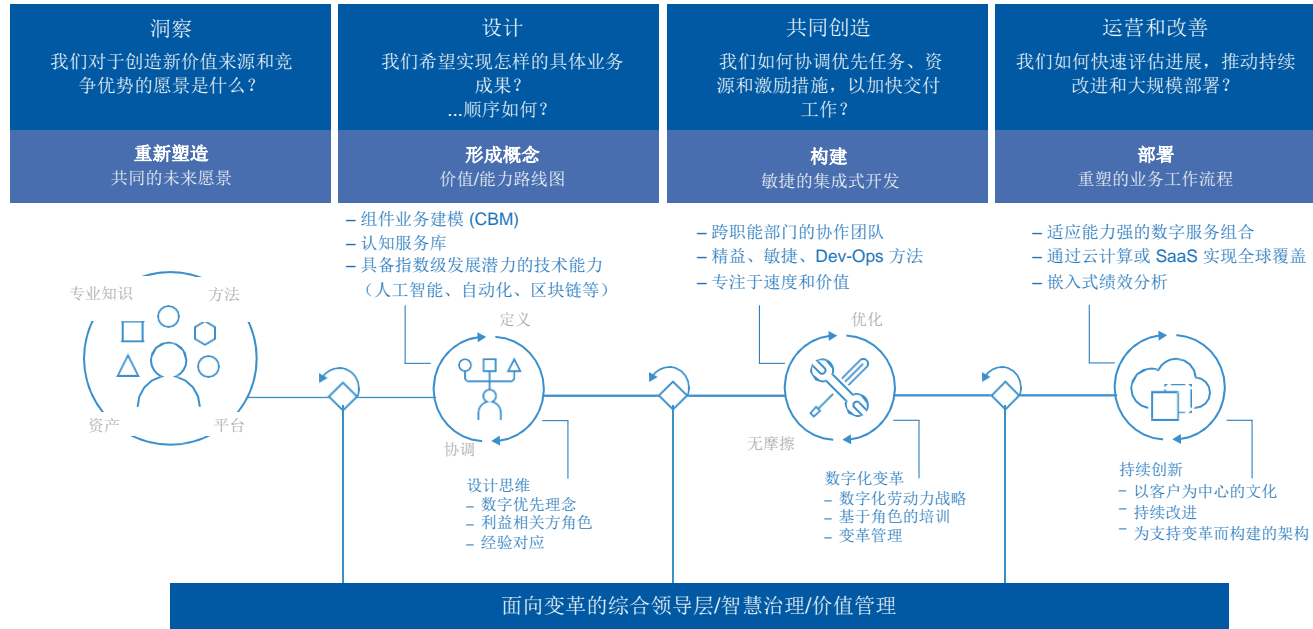 洞察
我们对于创造新价值来源和竞
争优势的愿景是什么？
重新塑造
共同的未来愿景
设计
我们希望实现怎样的具体业务
成果？
...顺序如何？
形成概念
价值/能力路线图
共同创造
我们如何协调优先任务、资
源和激励措施，以加快交付
工作？
构建
敏捷的集成式开发
运营和改善
我们如何快速评估进展，推动持续
改进和大规模部署？
部署
重塑的业务工作流程
– 组件业务建模 (CBM)
– 认知服务库
– 具备指数级发展潜力的技术能力
（人工智能、自动化、区块链等）
– 跨职能部门的协作团队
– 精益、敏捷、Dev-Ops 方法
– 专注于速度和价值
– 适应能力强的数字服务组合
– 通过云计算或 SaaS 实现全球覆盖
– 嵌入式绩效分析
专业知识
方法
资产
平台
定义
协调
优化
无摩擦
设计思维
– 数字优先理念
– 利益相关方角色
– 经验对应
数字化变革
– 数字化劳动力战略
– 基于角色的培训
– 变革管理
持续创新
– 以客户为中心的文化
– 持续改进
– 为支持变革而构建的架构
面向变革的综合领导层/智慧治理/价值管理